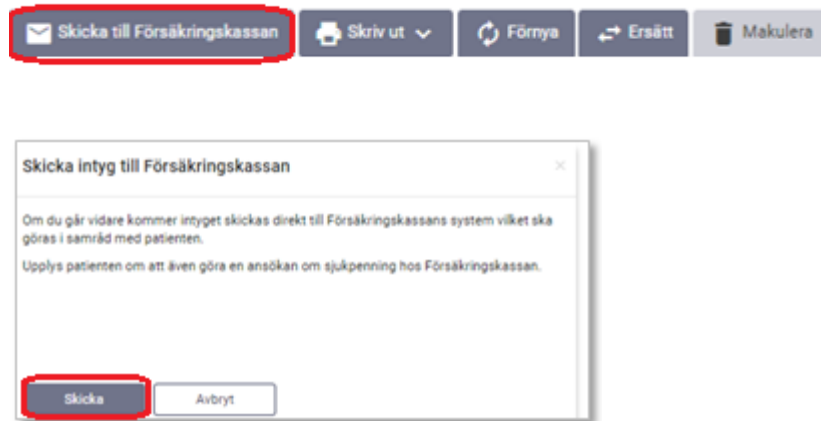 Skicka till Försäkringskassan Skriv ut Förnya Ersätt Makulera
Skicka intyg till Försäkringskassan ×
Om du går vidare kommer intyget skickas direkt till Försäkringskassans system vilket ska
göras i samråd med patienten.
Upplys patienten om att även göra en ansökan om sjukpenning hos Försäkringskassan.
Skicka Avbryt